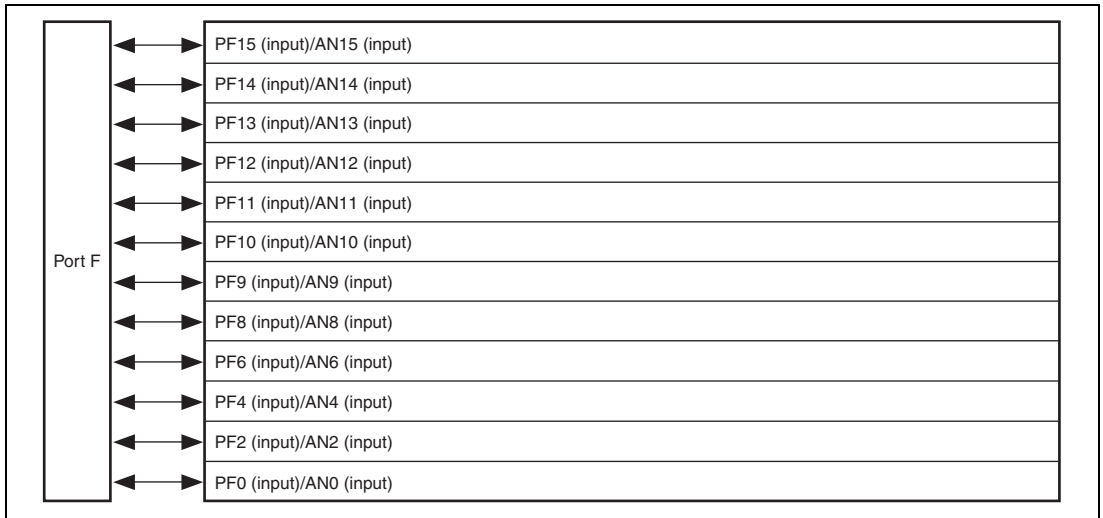 PF15 (input)/AN15 (input)
PF14 (input)/AN14 (input)
PF13 (input)/AN13 (input)
PF12 (input)/AN12 (input)
PF11 (input)/AN11 (input)
PF10 (input)/AN10 (input)
Port F
PF9 (input)/AN9 (input)
PF8 (input)/AN8 (input)
PF6 (input)/AN6 (input)
PF4 (input)/AN4 (input)
PF2 (input)/AN2 (input)
PF0 (input)/AN0 (input)